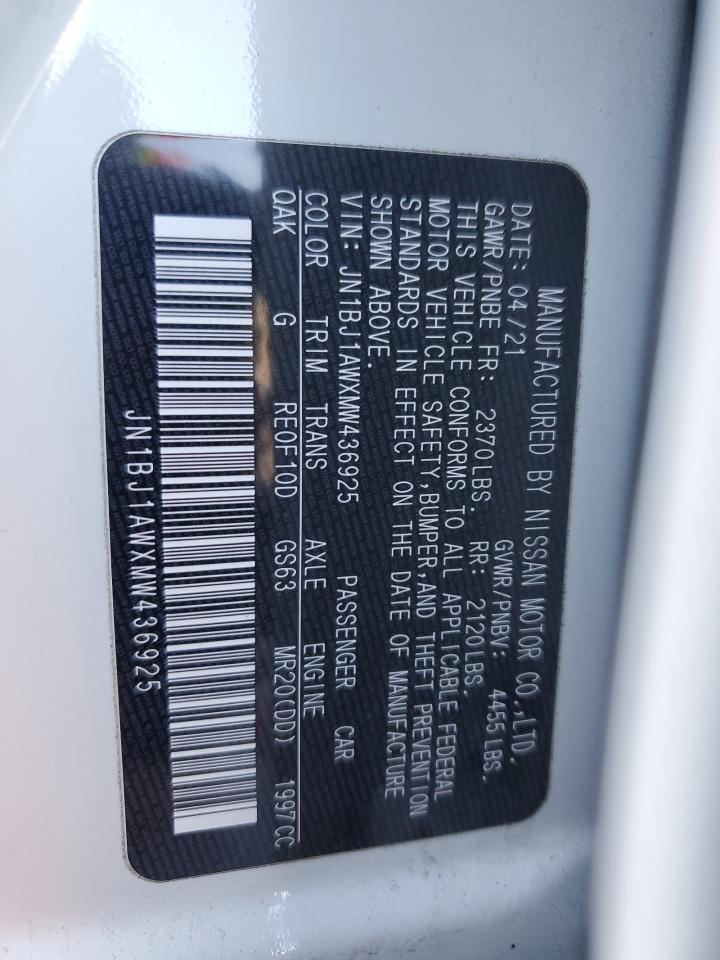 MANUFACTURED BY NISSAN MOTOR CO.,LTD.
DATE: 04/21 GVWR/PNBV: 4455 LBS.
GAWR/PNBE FR: 2370LBS. RR: 2120LBS.
THIS VEHICLE CONFORMS TO ALL APPLICABLE FEDERAL
MOTOR VEHICLE SAFETY,BUMPER,AND THEFT PREVENTION
STANDARDS IN EFFECT ON THE DATE OF MANUFACTURE
SHOWN ABOVE.
VIN: JN1BJ1AWXMW436925 PASSENGER CAR
COLOR TRIM TRANS AXLE ENGINE
QAK G RE0F10D GS63 MR20(DD) 1997CC
JN1BJ1AWXMW436925